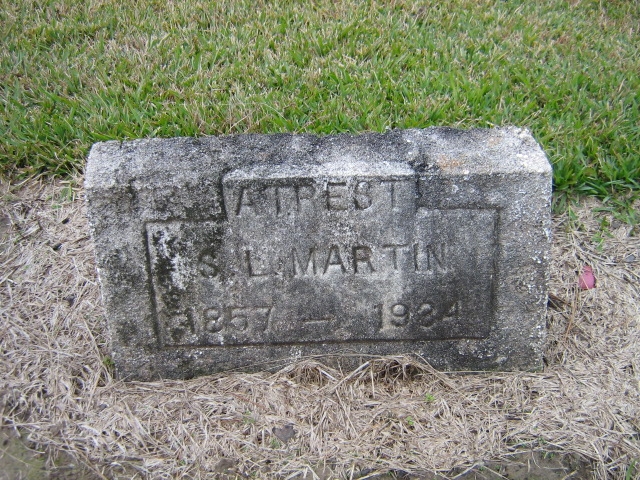 AT REST
S. L. MARTIN
1857 — 1934